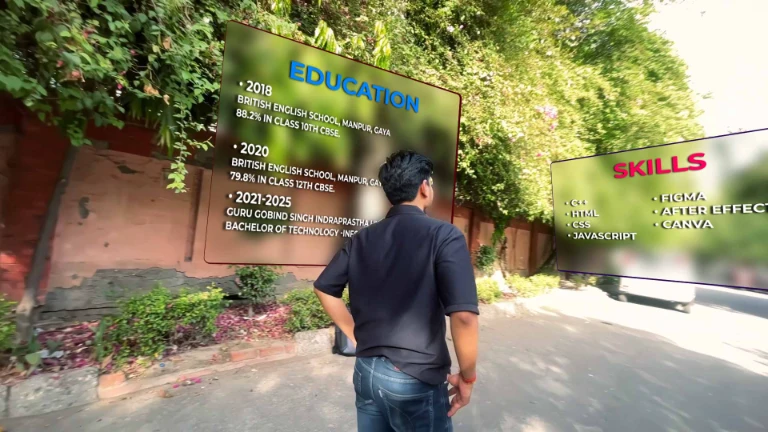 EDUCATION
• 2018
BRITISH ENGLISH SCHOOL, MANPUR, GAYA
88.2% IN CLASS 10TH CBSE.
• 2020
BRITISH ENGLISH SCHOOL, MANPUR,
79.8% IN CLASS 12TH CBSE.
• 2021-2025
GURU GOBIND SINGH INDRAPRASTHA
BACHELOR OF TECHNOLOGY
SKILLS
• C++
• HTML
• CSS
• JAVASCRIPT
• FIGMA
• AFTER EFFECT
• CANVA